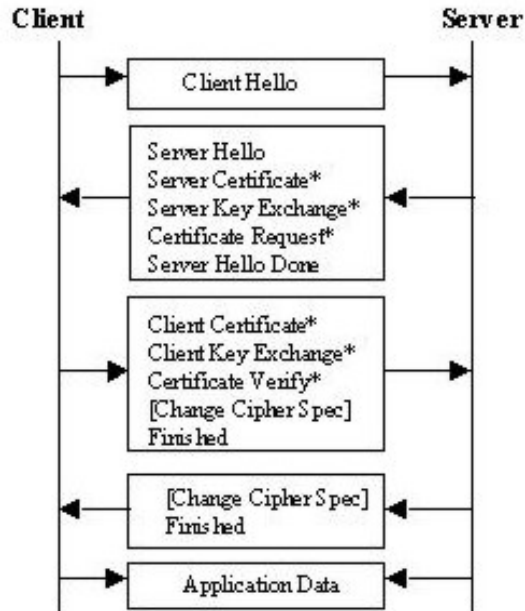 Client
Server
Client Hello
Server Hello
Server Certificate*
Server Key Exchange*
Certificate Request*
Server Hello Done
Client Certificate*
Client Key Exchange*
Certificate Verify*
[Change Cipher Spec]
Finished
[Change Cipher Spec]
Finished
Application Data